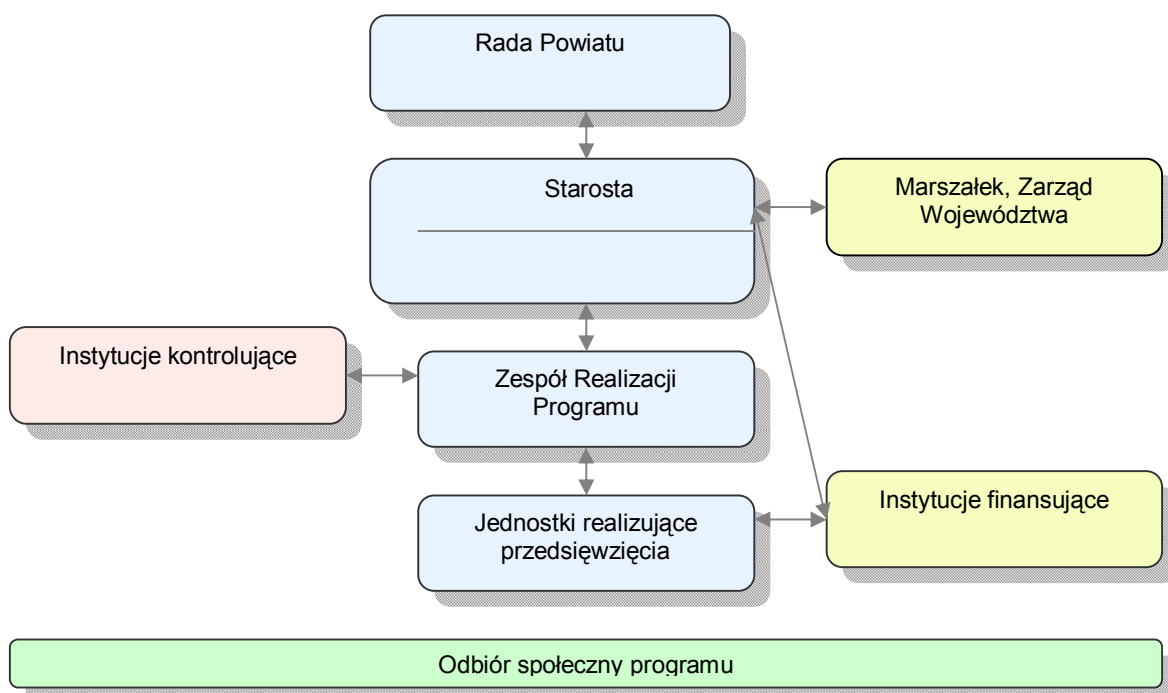 Rada Powiatu
Starosta
Marszałek, Zarząd
Województwa
Instytucje kontrolujące
Zespół Realizacji
Programu
Instytucje finansujące
Jednostki realizujące
przedsięwzięcia
Odbiór społeczny programu